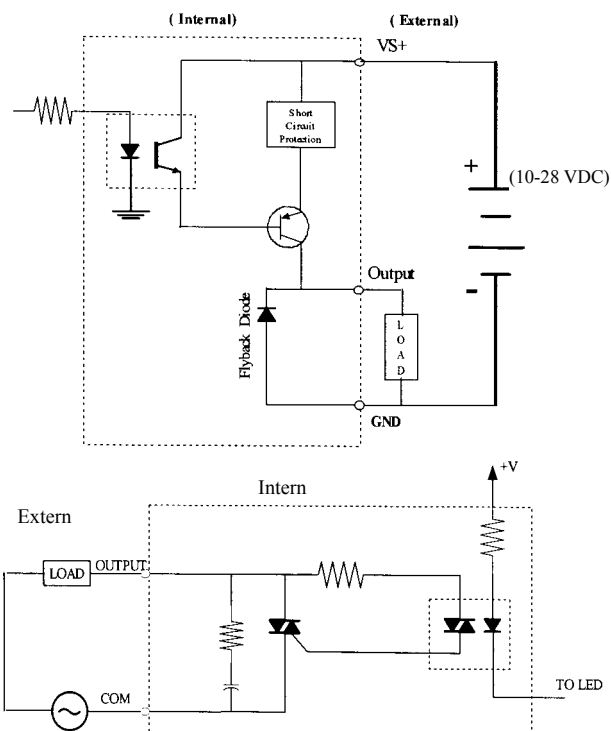 ( Internal)
( External)
VS+
Short
Circuit
Protection
+
(10-28 VDC)
Output
-
Flyback Diode
L
O
A
D
GND
+V
Intern
Extern
LOAD
OUTPUT
COM
TO LED